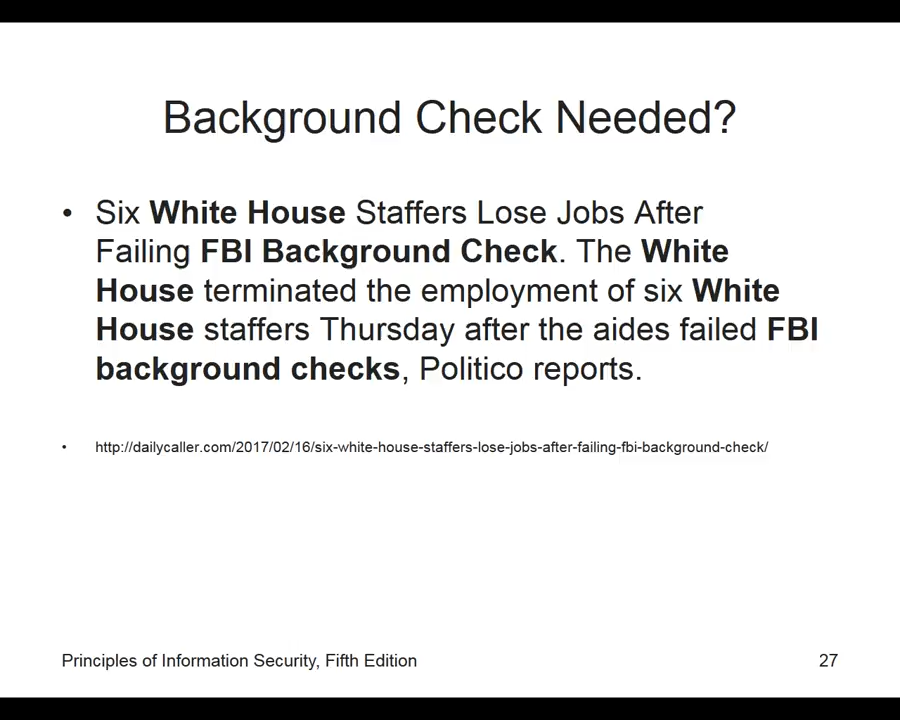 Background Check Needed?
• Six White House Staffers Lose Jobs After
Failing FBI Background Check. The White
House terminated the employment of six White
House staffers Thursday after the aides failed FBI
background checks, Politico reports.
• http://dailycaller.com/2017/02/16/six-white-house-staffers-lose-jobs-after-failing-fbi-background-check/
Principles of Information Security, Fifth Edition
27